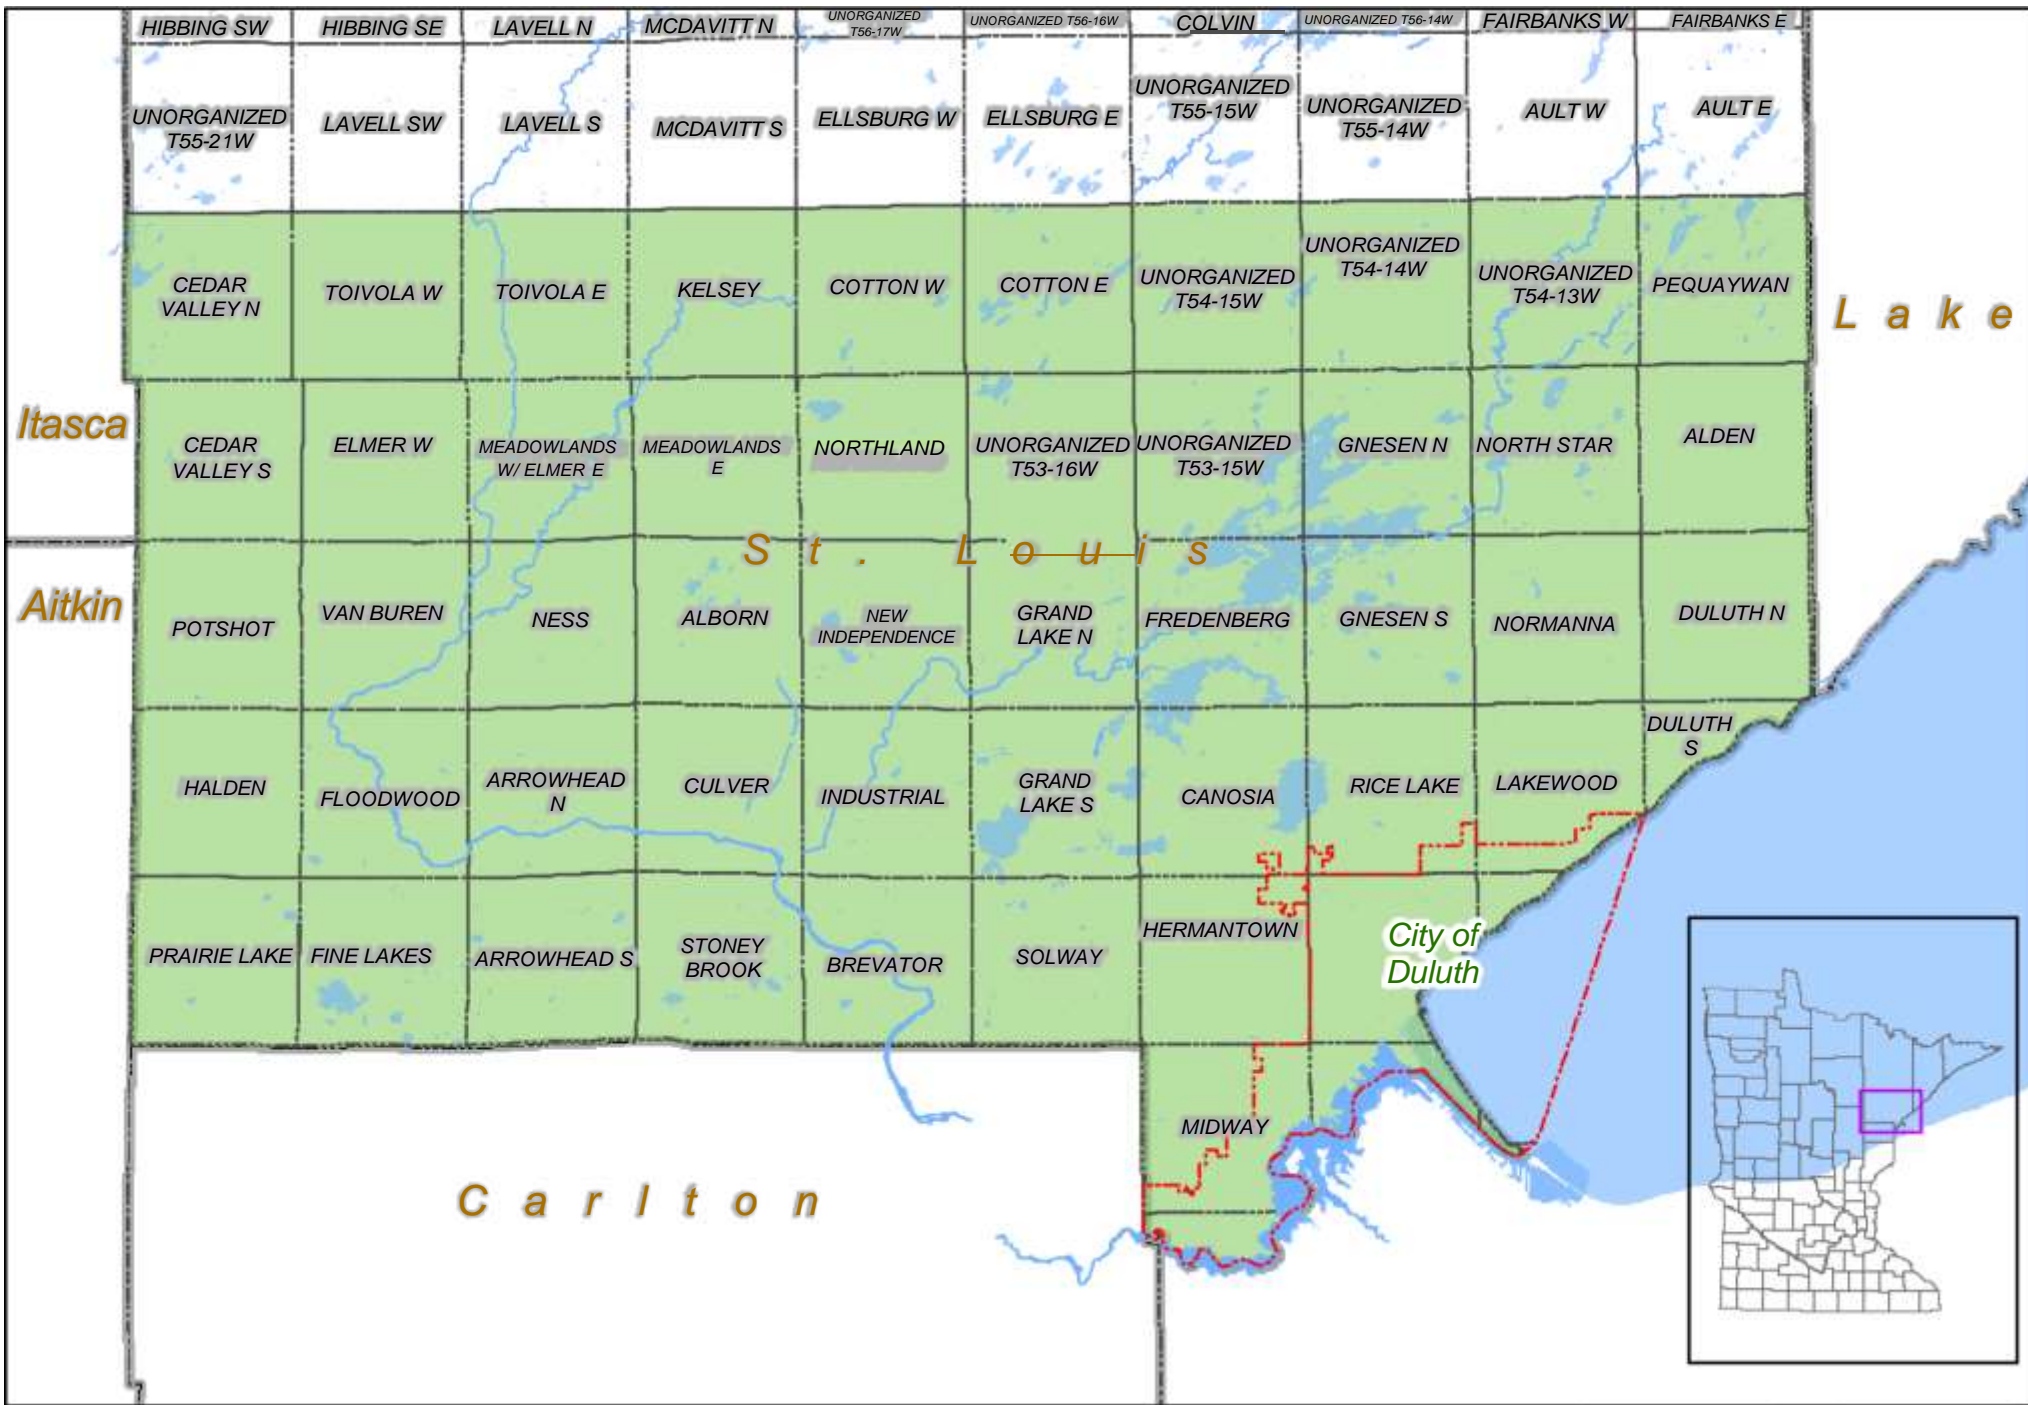 HIBBING SW
HIBBING SE
LAVELL N
MCDAVITT N
UNORGANIZED
T56-17W
UNORGANIZED T56-16W
COLVIN
UNORGANIZED T56-14W
FAIRBANKS W
FAIRBANKS E
UNORGANIZED
T55-21W
LAVELL SW
LAVELL S
MCDAVITT S
ELLSBURG W
ELLSBURG E
UNORGANIZED
T55-15W
UNORGANIZED
T55-14W
AULT W
AULT E
CEDAR
VALLEY N
TOIVOLA W
TOIVOLA E
KELSEY
COTTON W
COTTON E
UNORGANIZED
T54-15W
UNORGANIZED
T54-14W
UNORGANIZED
T54-13W
PEQUAYWAN
Lake
Itasca
CEDAR
VALLEY S
ELMER W
MEADOWLANDS
W/ ELMER E
MEADOWLANDS
E
NORTHLAND
UNORGANIZED
T53-16W
UNORGANIZED
T53-15W
GNESEN N
NORTH STAR
ALDEN
St. Louis
Aitkin
POTSHOT
VAN BUREN
NESS
ALBORN
NEW
INDEPENDENCE
GRAND
LAKE N
FREDENBERG
GNESEN S
NORMANNA
DULUTH N
HALDEN
FLOODWOOD
ARROWHEAD
N
CULVER
INDUSTRIAL
GRAND
LAKE S
CANOSIA
RICE LAKE
LAKEWOOD
DULUTH
S
PRAIRIE LAKE
FINE LAKES
ARROWHEAD S
STONEY
BROOK
BREVATOR
SOLWAY
HERMANTOWN
City of
Duluth
MIDWAY
Carlton